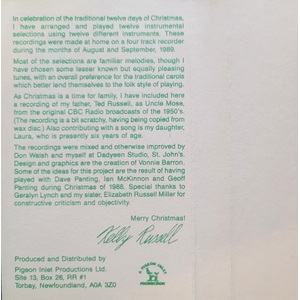 In celebration of the traditional twelve days of Christmas,
I have arranged and played twelve instrumental
selections using twelve different instruments. These
recordings were made at home on a four track recorder
during the months of August and September, 1989.
Most of the selections are familiar melodies, though I
have chosen some lesser known but equally pleasing
tunes, with an overall preference for the traditional carols
which better lend themselves to the folk style of playing.
As Christmas is a time for family, I have included here
a recording of my father, Ted Russell, as Uncle Mose,
from the original CBC Radio broadcasts of the 1950's.
(The recording is a bit scratchy, having being copied from
wax disc.) Also contributing with a song is my daughter,
Laura, who is presently six years of age.
The recordings were mixed and otherwise improved by
Don Walsh and myself at Dadyeen Studio, St. John's.
Design and graphics are the creation of Vonnie Barron.
Some of the ideas for this project are the result of having
played with Dave Panting, Ian McKinnon and Geoff
Panting during Christmas of 1988. Special thanks to
Geralyn Lynch and my sister, Elizabeth Russell Miller for
constructive criticism and objectivity.
Merry Christmas!
Kelly Russell
Produced and Distributed by
Pigeon Inlet Productions Ltd.
Site 13, Box 26, RR #1
Torbay, Newfoundland, A0A 3Z0
A PIGEON INLET
PRODUCTION